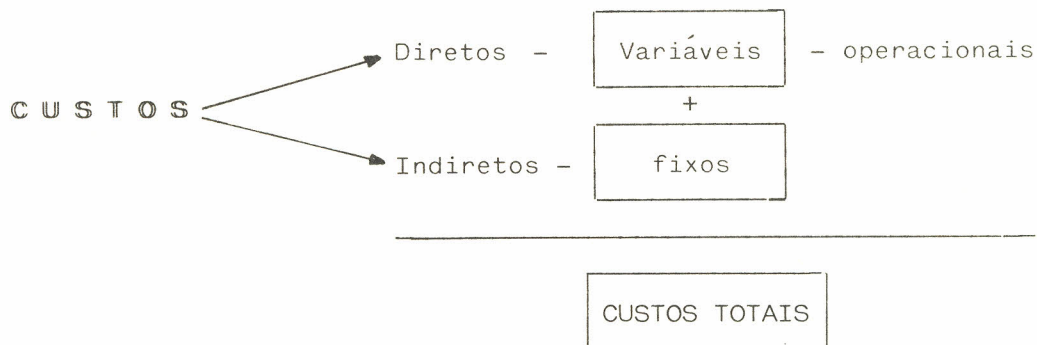 Diretos - Variáveis - operacionais
CUSTOS
+
Indiretos - fixos
CUSTOS TOTAIS